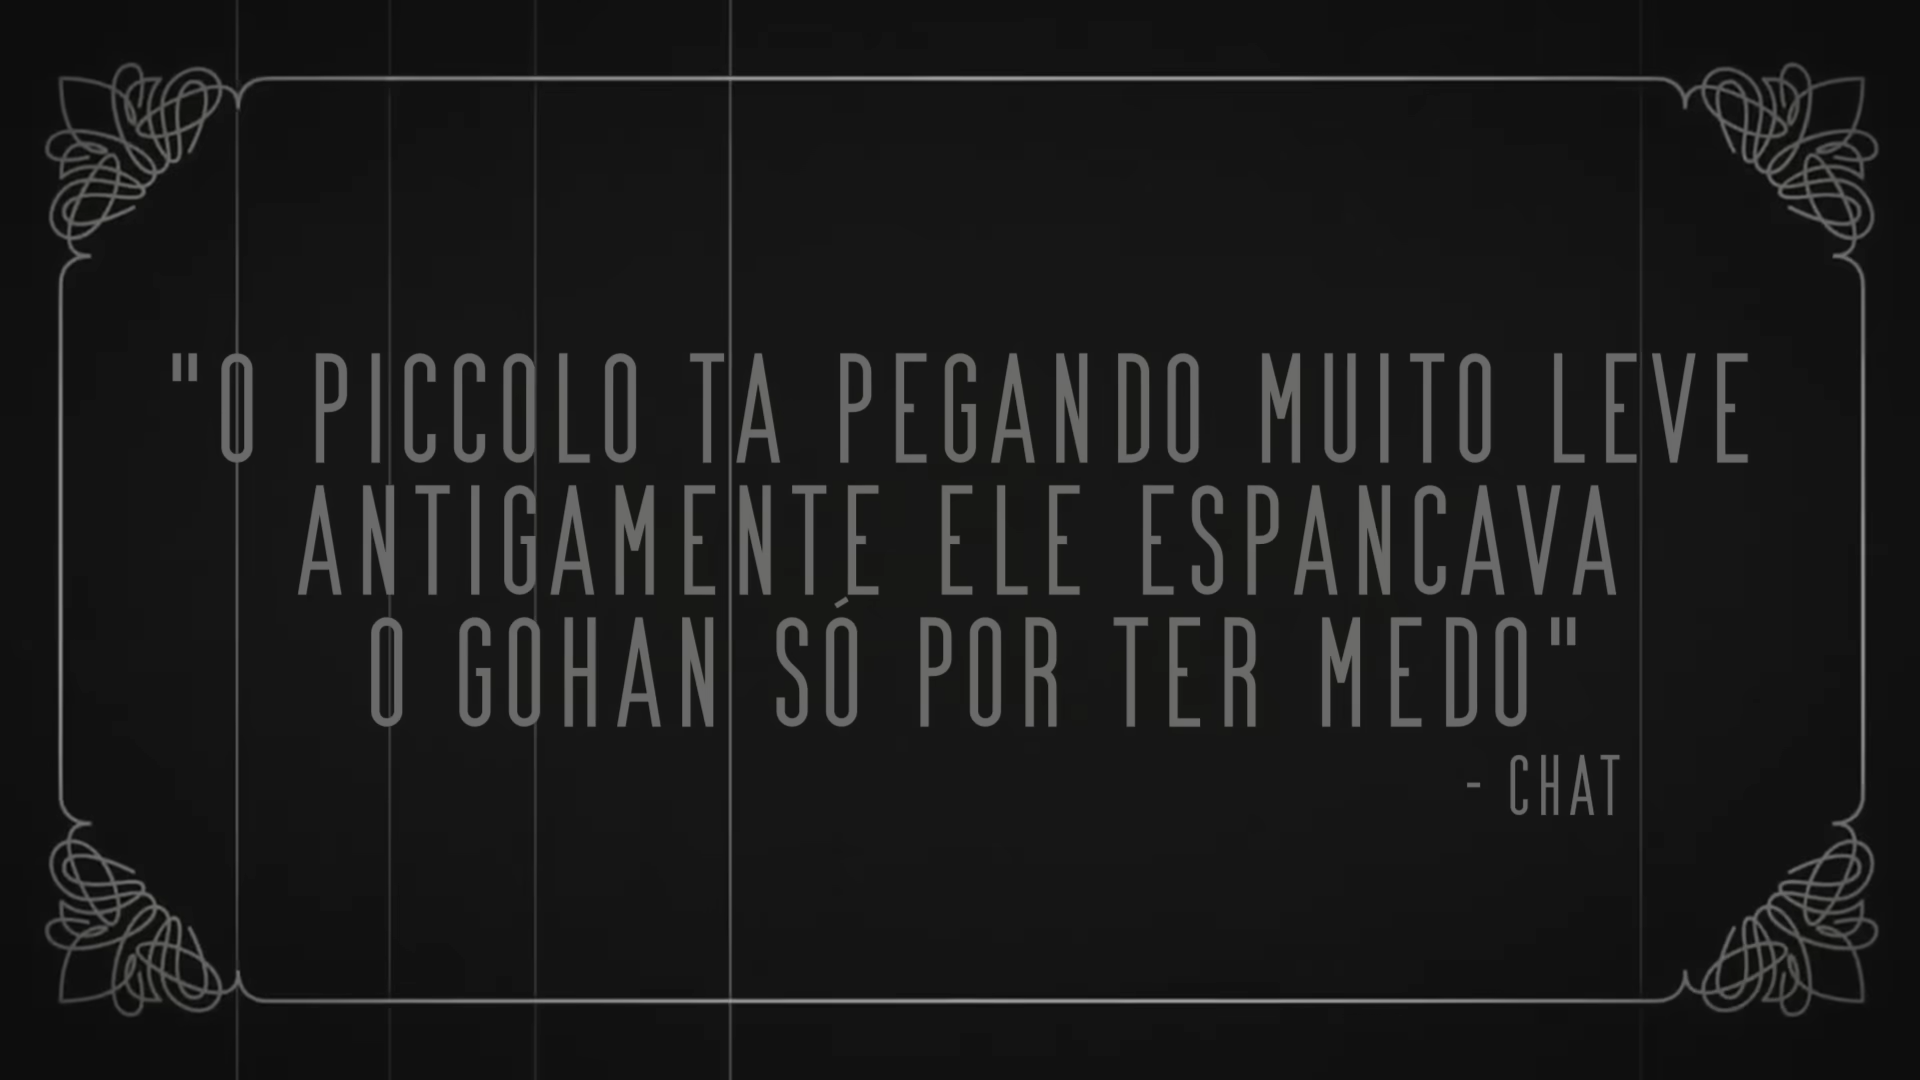 "O PICCOLO TA PEGANDO MUITO LEVE
ANTIGAMENTE ELE ESPANCAVA
O GOHAN SÓ POR TER MEDO"
- CHAT